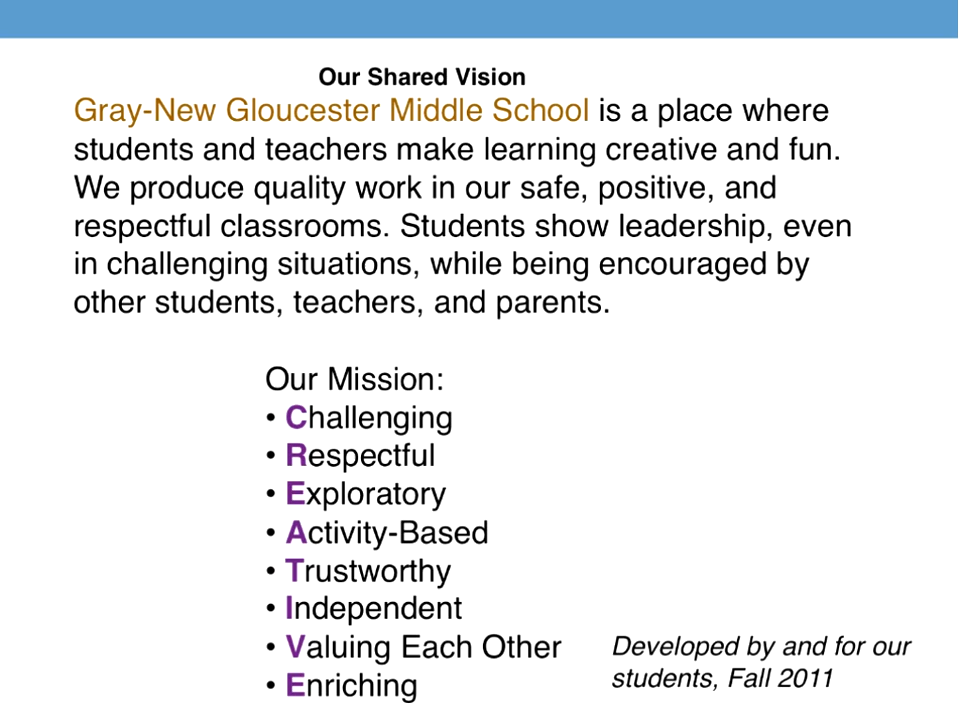 Our Shared Vision
Gray-New Gloucester Middle School is a place where
students and teachers make learning creative and fun.
We produce quality work in our safe, positive, and
respectful classrooms. Students show leadership, even
in challenging situations, while being encouraged by
other students, teachers, and parents.
Our Mission:
• Challenging
• Respectful
• Exploratory
• Activity-Based
• Trustworthy
• Independent
• Valuing Each Other
• Enriching
Developed by and for our
students, Fall 2011